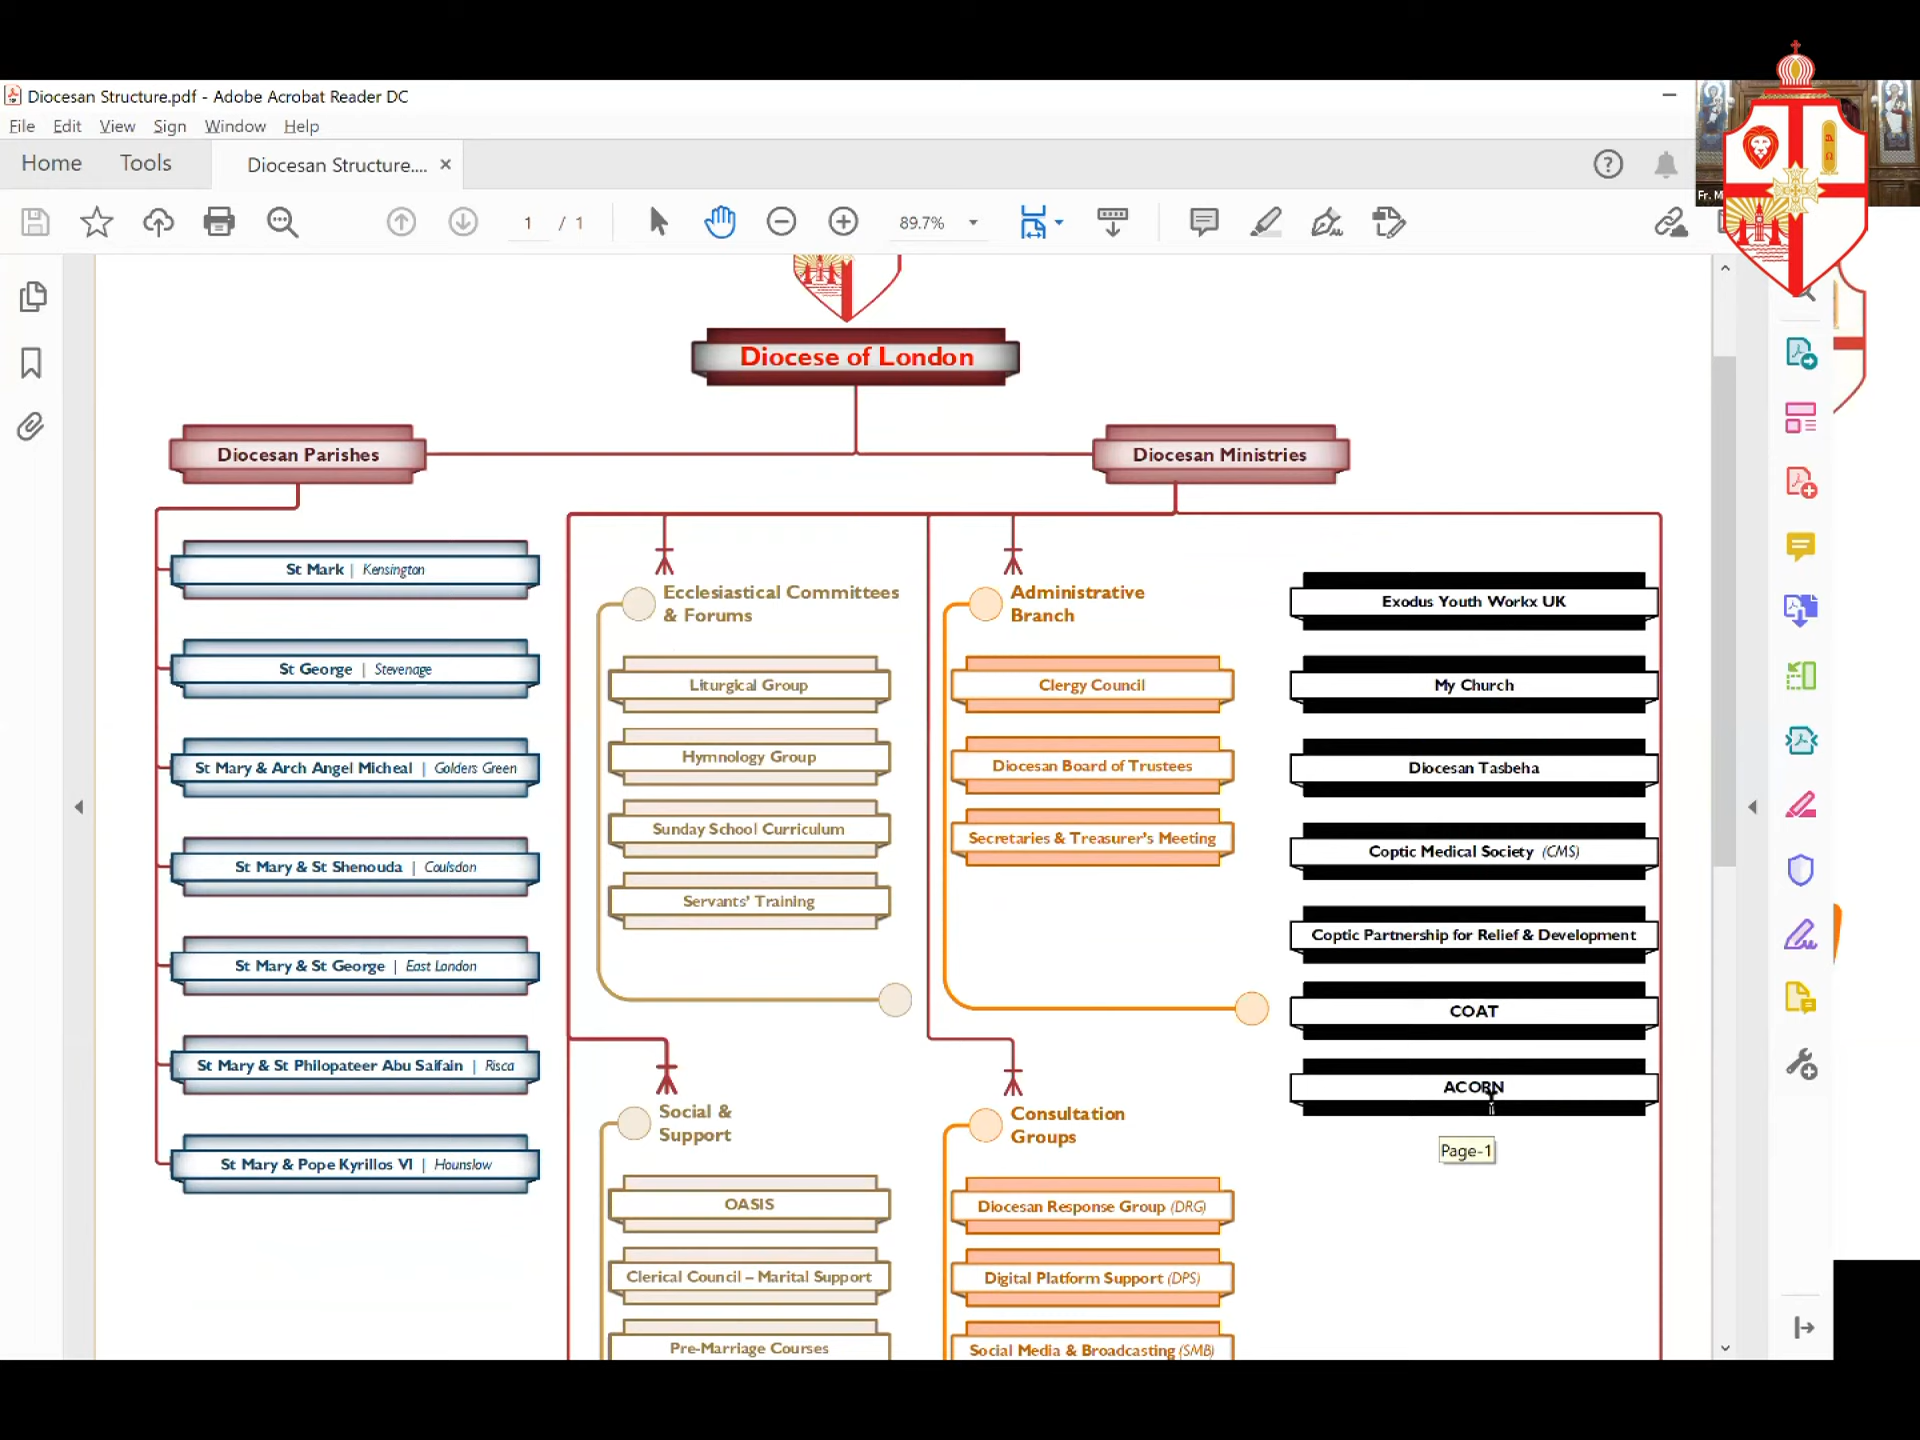 Diocesan Structure.pdf - Adobe Acrobat Reader DC
File Edit View Sign Window Help
Home Tools Diocesan Structure.... ×
1 / 1 89.7%
Fr. M
Diocese of London
Diocesan Parishes
Diocesan Ministries
St Mark | Kensington
St George | Stevenage
St Mary & Arch Angel Micheal | Golders Green
St Mary & St Shenouda | Coulsdon
St Mary & St George | East London
St Mary & St Philopateer Abu Saifain | Risca
St Mary & Pope Kyrillos VI | Hounslow
Ecclesiastical Committees
& Forums
Liturgical Group
Hymnology Group
Sunday School Curriculum
Servants' Training
Social &
Support
OASIS
Clerical Council – Marital Support
Pre-Marriage Courses
Administrative
Branch
Clergy Council
Diocesan Board of Trustees
Secretaries & Treasurer's Meeting
Consultation
Groups
Diocesan Response Group (DRG)
Digital Platform Support (DPS)
Social Media & Broadcasting (SMB)
Exodus Youth Workx UK
My Church
Diocesan Tasbeha
Coptic Medical Society (CMS)
Coptic Partnership for Relief & Development
COAT
ACORN
Page-1